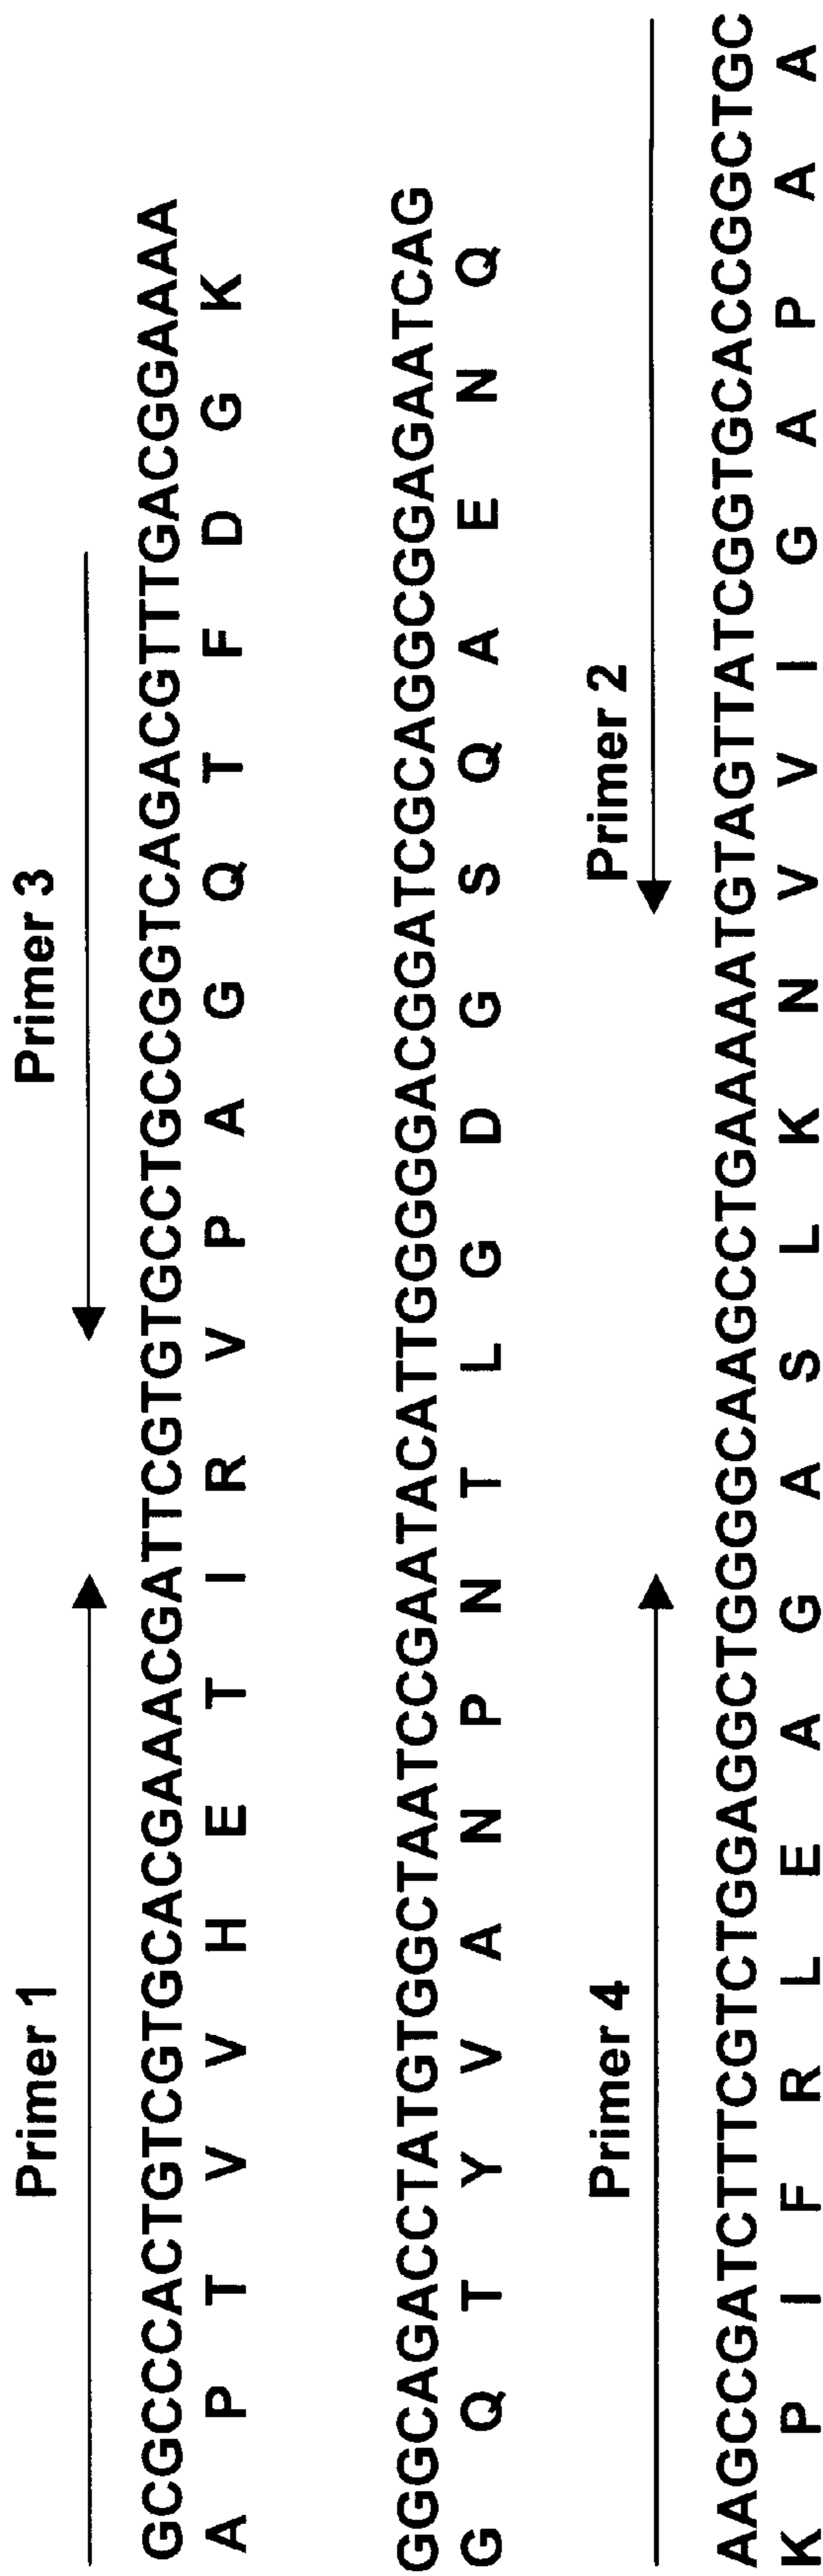 Primer 1 Primer 3
GCGCCCACTGTCGTGCACGAAACGATTCGTGTGCCTGCCGGTCAGACGTTTGACGGAAAA
A P T V V H E T I R V P A G Q T F D G K
GGGCAGACCTATGTGGCTAATCCGAATACATTGGGGGACGGATCGCAGGCGGAGAATCAG
G Q T Y V A N P N T L G D G S Q A E N Q
Primer 4 Primer 2
AAGCCGATCTTTCGTCTGGAGGCTGGGGCAAGCCTGAAAAATGTAGTTATCGGTGCACCGGCTGC
K P I F R L E A G A S L K N V V I G A P A A